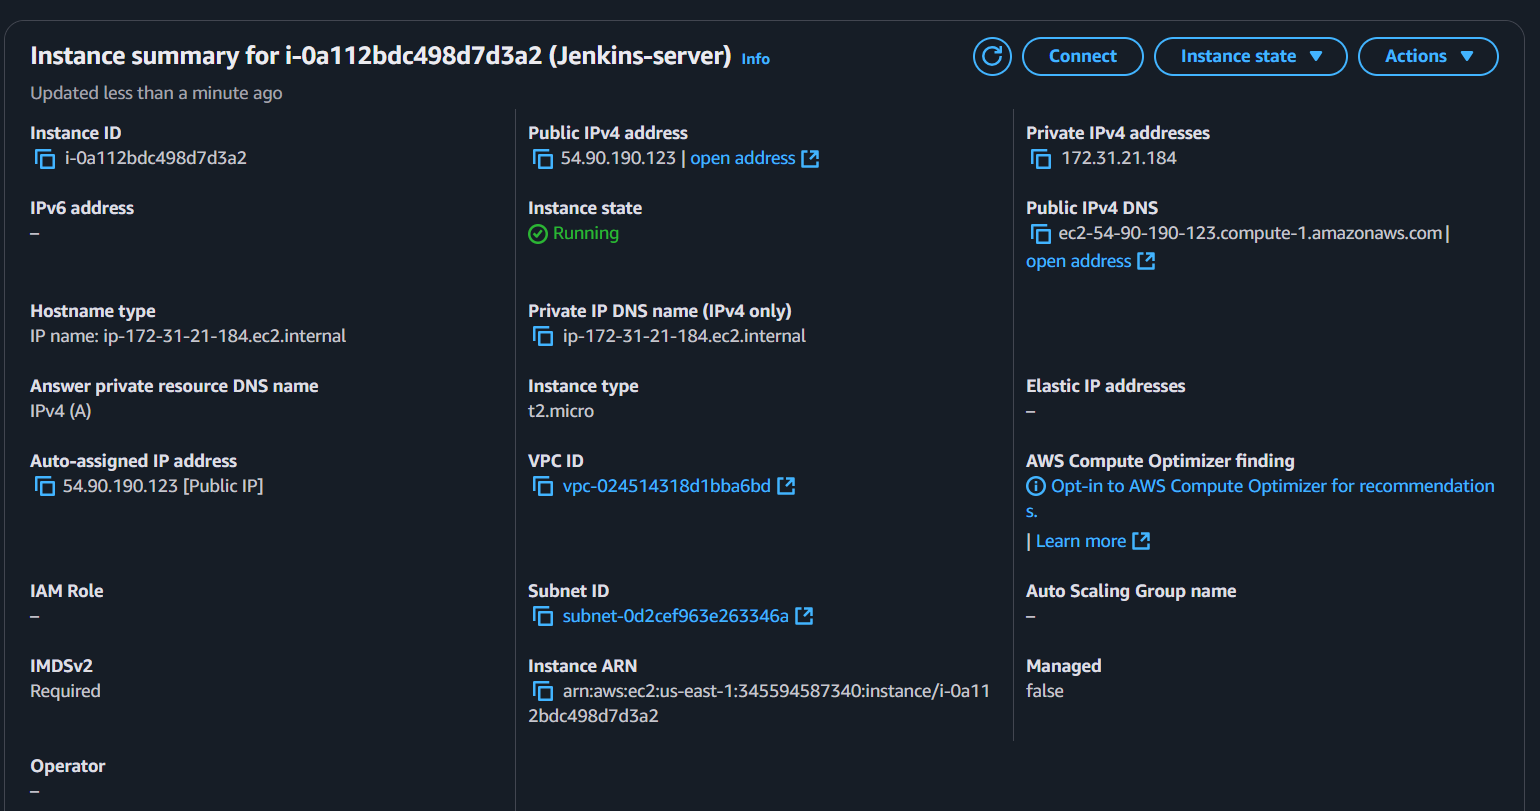 Instance summary for i-0a112bdc498d7d3a2 (Jenkins-server) Info
Connect
Instance state
Actions
Updated less than a minute ago
Instance ID
i-0a112bdc498d7d3a2
Public IPv4 address
54.90.190.123 | open address
Private IPv4 addresses
172.31.21.184
IPv6 address
–
Instance state
Running
Public IPv4 DNS
ec2-54-90-190-123.compute-1.amazonaws.com |
open address
Hostname type
IP name: ip-172-31-21-184.ec2.internal
Private IP DNS name (IPv4 only)
ip-172-31-21-184.ec2.internal
Answer private resource DNS name
IPv4 (A)
Instance type
t2.micro
Elastic IP addresses
–
Auto-assigned IP address
54.90.190.123 [Public IP]
VPC ID
vpc-024514318d1bba6bd
AWS Compute Optimizer finding
Opt-in to AWS Compute Optimizer for recommendation
s.
| Learn more
IAM Role
–
Subnet ID
subnet-0d2cef963e263346a
Auto Scaling Group name
–
IMDSv2
Required
Instance ARN
arn:aws:ec2:us-east-1:345594587340:instance/i-0a11
2bdc498d7d3a2
Managed
false
Operator
–